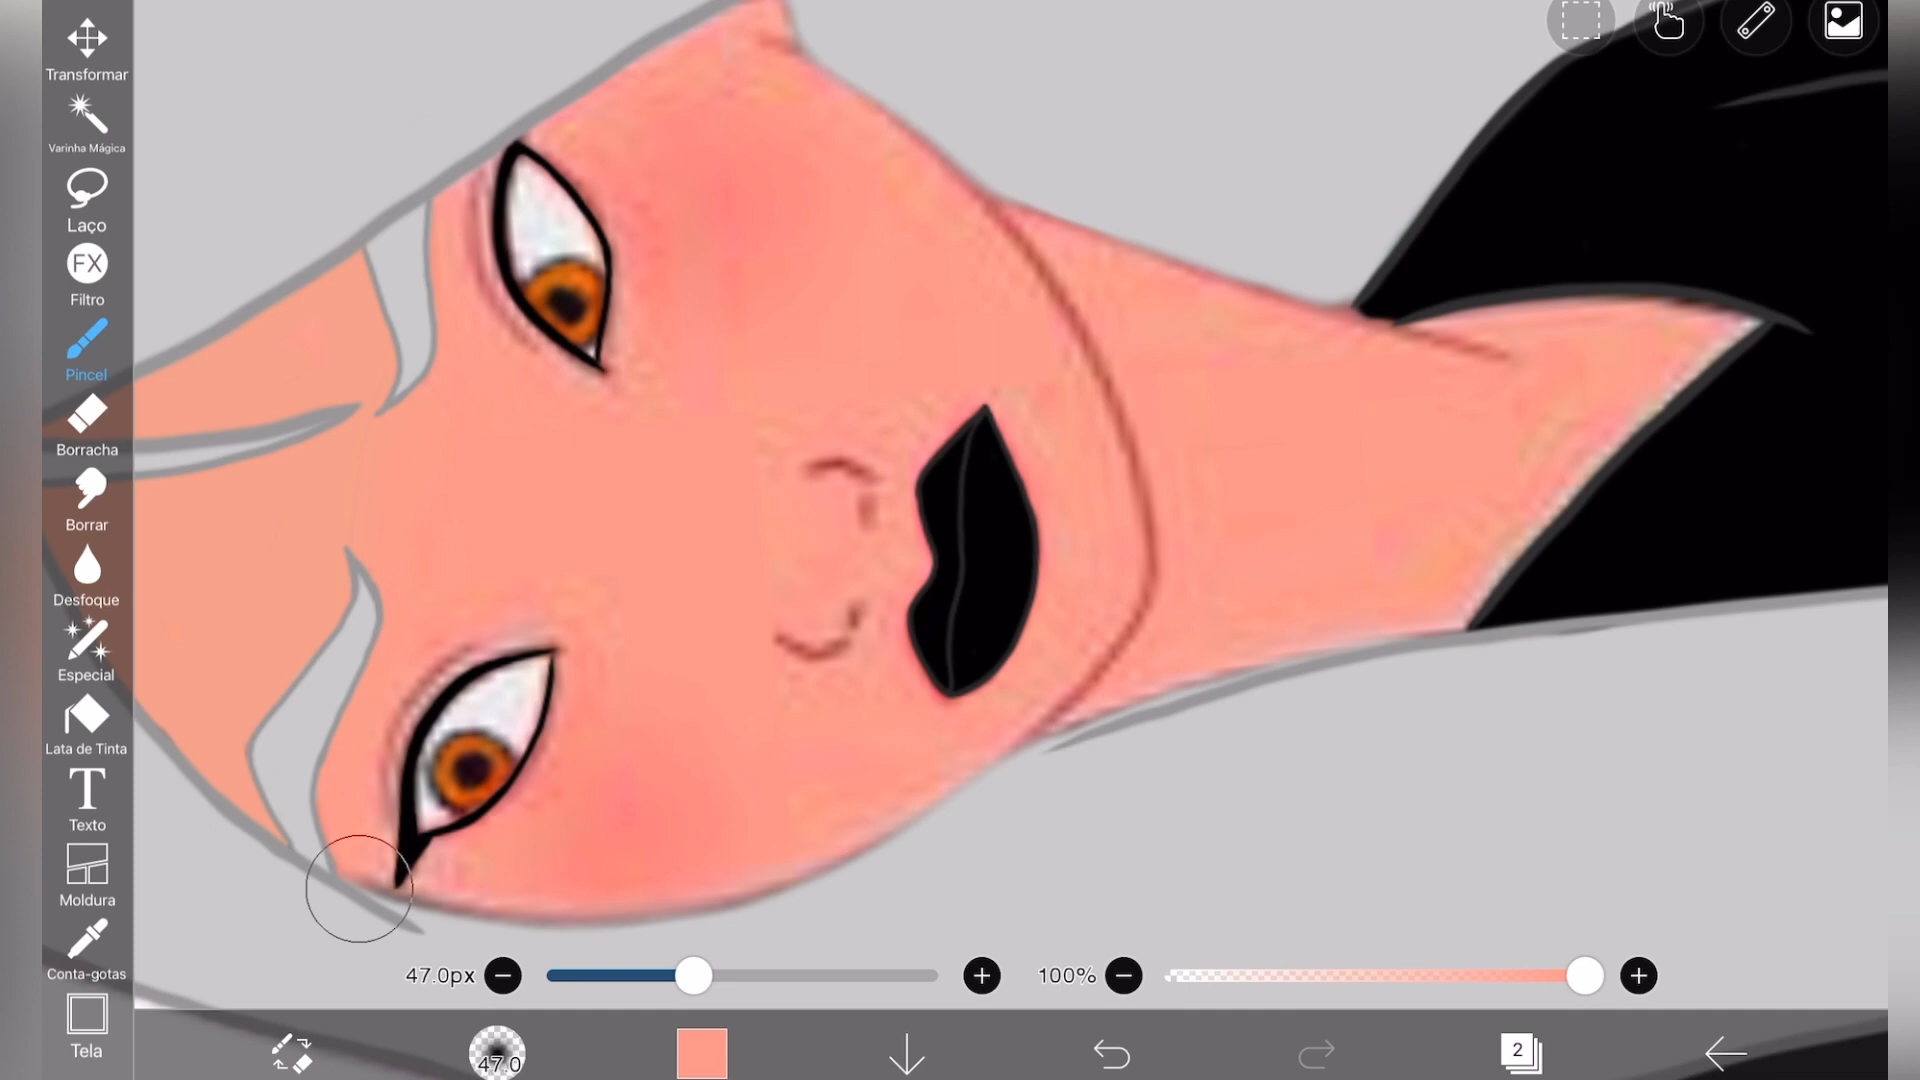 Transformar
Varinha Mágica
Laço
FX
Filtro
Pincel
Borracha
Borrar
Desfoque
Especial
Lata de Tinta
T
Texto
Moldura
Conta-gotas
Tela
47.0px
100%
47.0
2